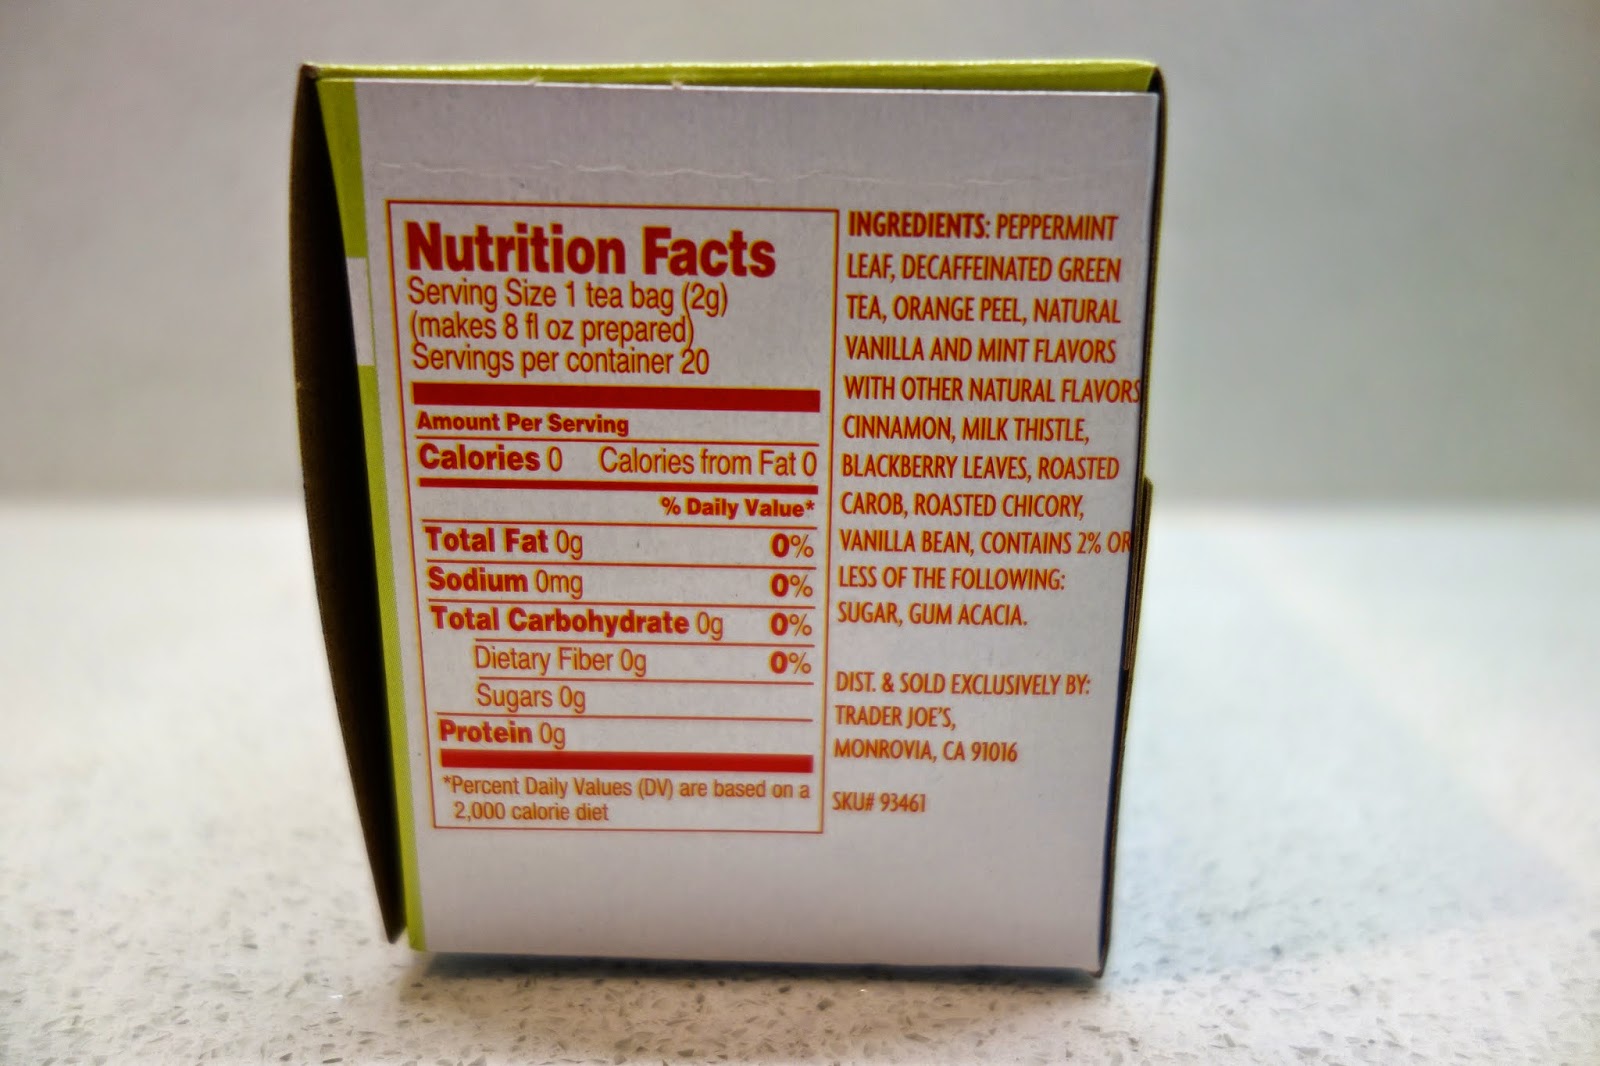 Nutrition Facts
Serving Size 1 tea bag (2g)
(makes 8 fl oz prepared)
Servings per container 20
Amount Per Serving
Calories 0 Calories from Fat 0
% Daily Value*
Total Fat 0g 0%
Sodium 0mg 0%
Total Carbohydrate 0g 0%
Dietary Fiber 0g 0%
Sugars 0g
Protein 0g
*Percent Daily Values (DV) are based on a
2,000 calorie diet
INGREDIENTS: PEPPERMINT
LEAF, DECAFFEINATED GREEN
TEA, ORANGE PEEL, NATURAL
VANILLA AND MINT FLAVORS
WITH OTHER NATURAL FLAVORS
CINNAMON, MILK THISTLE,
BLACKBERRY LEAVES, ROASTED
CAROB, ROASTED CHICORY,
VANILLA BEAN, CONTAINS 2% OR
LESS OF THE FOLLOWING:
SUGAR, GUM ACACIA.
DIST. & SOLD EXCLUSIVELY BY:
TRADER JOE'S,
MONROVIA, CA 91016
SKU# 93461